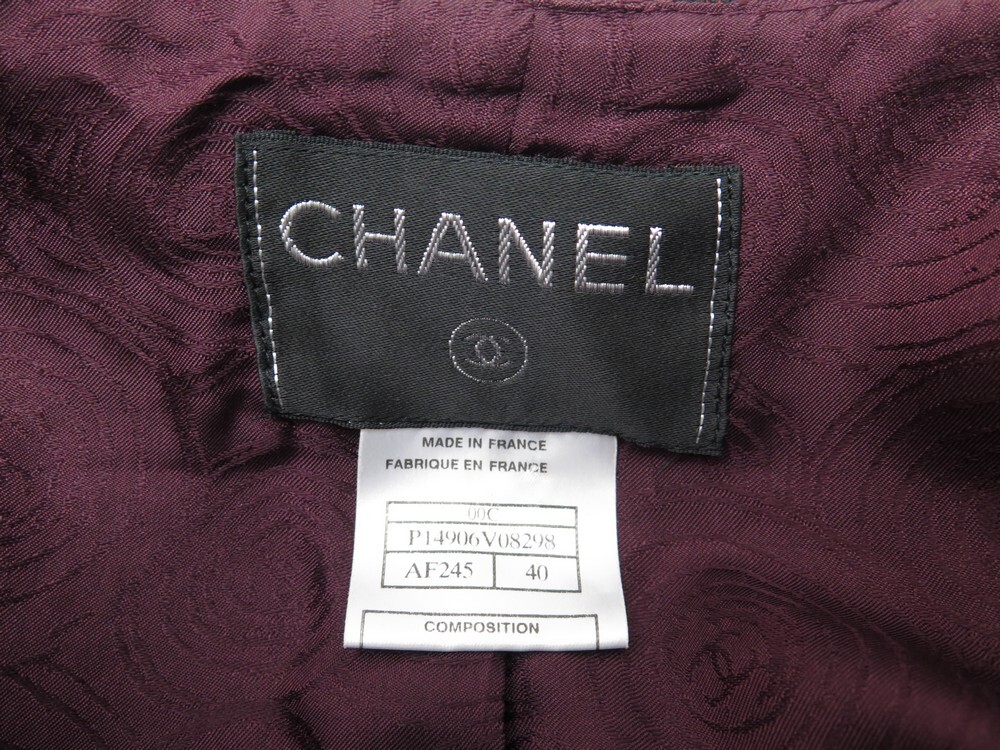 CHANEL
MADE IN FRANCE
FABRIQUE EN FRANCE
00C
P14906V08298
AF245 40
COMPOSITION